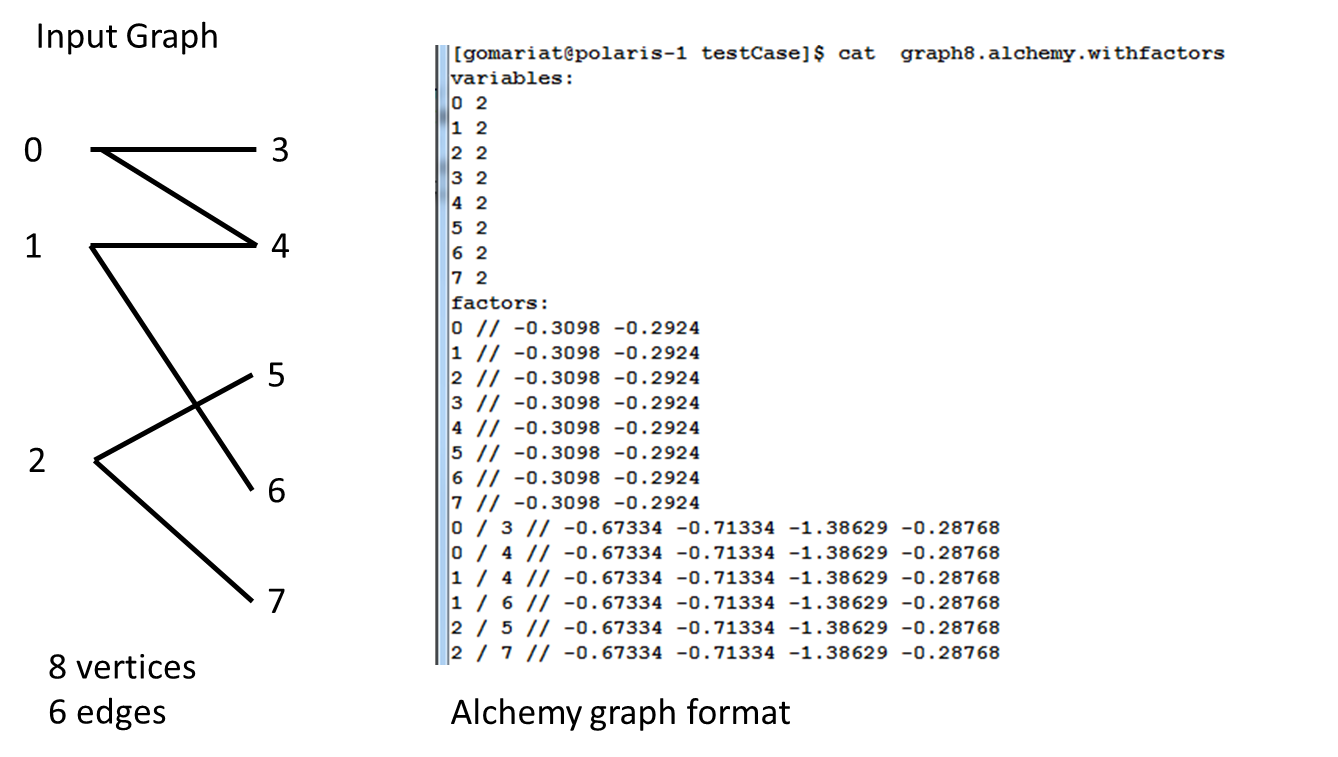 Input Graph
0
3
1
4
5
2
6
7
8 vertices
6 edges
[gomariat@polaris-1 testCase]$ cat  graph8.alchemy.withfactors
variables:
0 2
1 2
2 2
3 2
4 2
5 2
6 2
7 2
factors:
0 // -0.3098 -0.2924
1 // -0.3098 -0.2924
2 // -0.3098 -0.2924
3 // -0.3098 -0.2924
4 // -0.3098 -0.2924
5 // -0.3098 -0.2924
6 // -0.3098 -0.2924
7 // -0.3098 -0.2924
0 / 3 // -0.67334 -0.71334 -1.38629 -0.28768
0 / 4 // -0.67334 -0.71334 -1.38629 -0.28768
1 / 4 // -0.67334 -0.71334 -1.38629 -0.28768
1 / 6 // -0.67334 -0.71334 -1.38629 -0.28768
2 / 5 // -0.67334 -0.71334 -1.38629 -0.28768
2 / 7 // -0.67334 -0.71334 -1.38629 -0.28768
Alchemy graph format